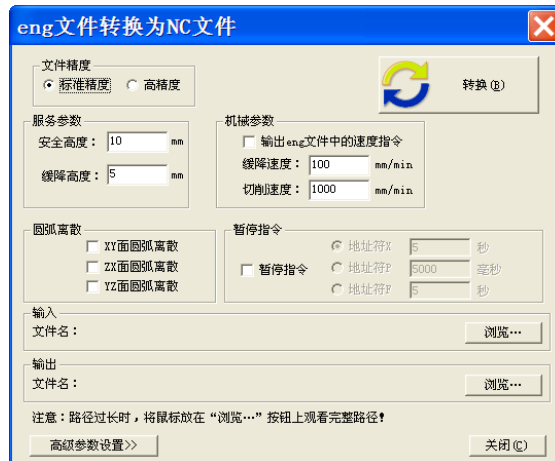 eng文件转换为NC文件
文件精度
标准精度 高精度
转换(B)
服务参数 机械参数
安全高度： 10 mm 输出eng文件中的速度指令
缓降速度： 100 mm/min
缓降高度： 5 mm
切削速度： 1000 mm/min
圆弧离散 暂停指令
XY面圆弧离散 地址符X 5 秒
ZX面圆弧离散 暂停指令 地址符P 5000 毫秒
YZ面圆弧离散 地址符F 5 秒
输入
文件名： 浏览…
输出
文件名： 浏览…
注意：路径过长时，将鼠标放在“浏览…”按钮上观看完整路径！
高级参数设置>> 关闭(C)